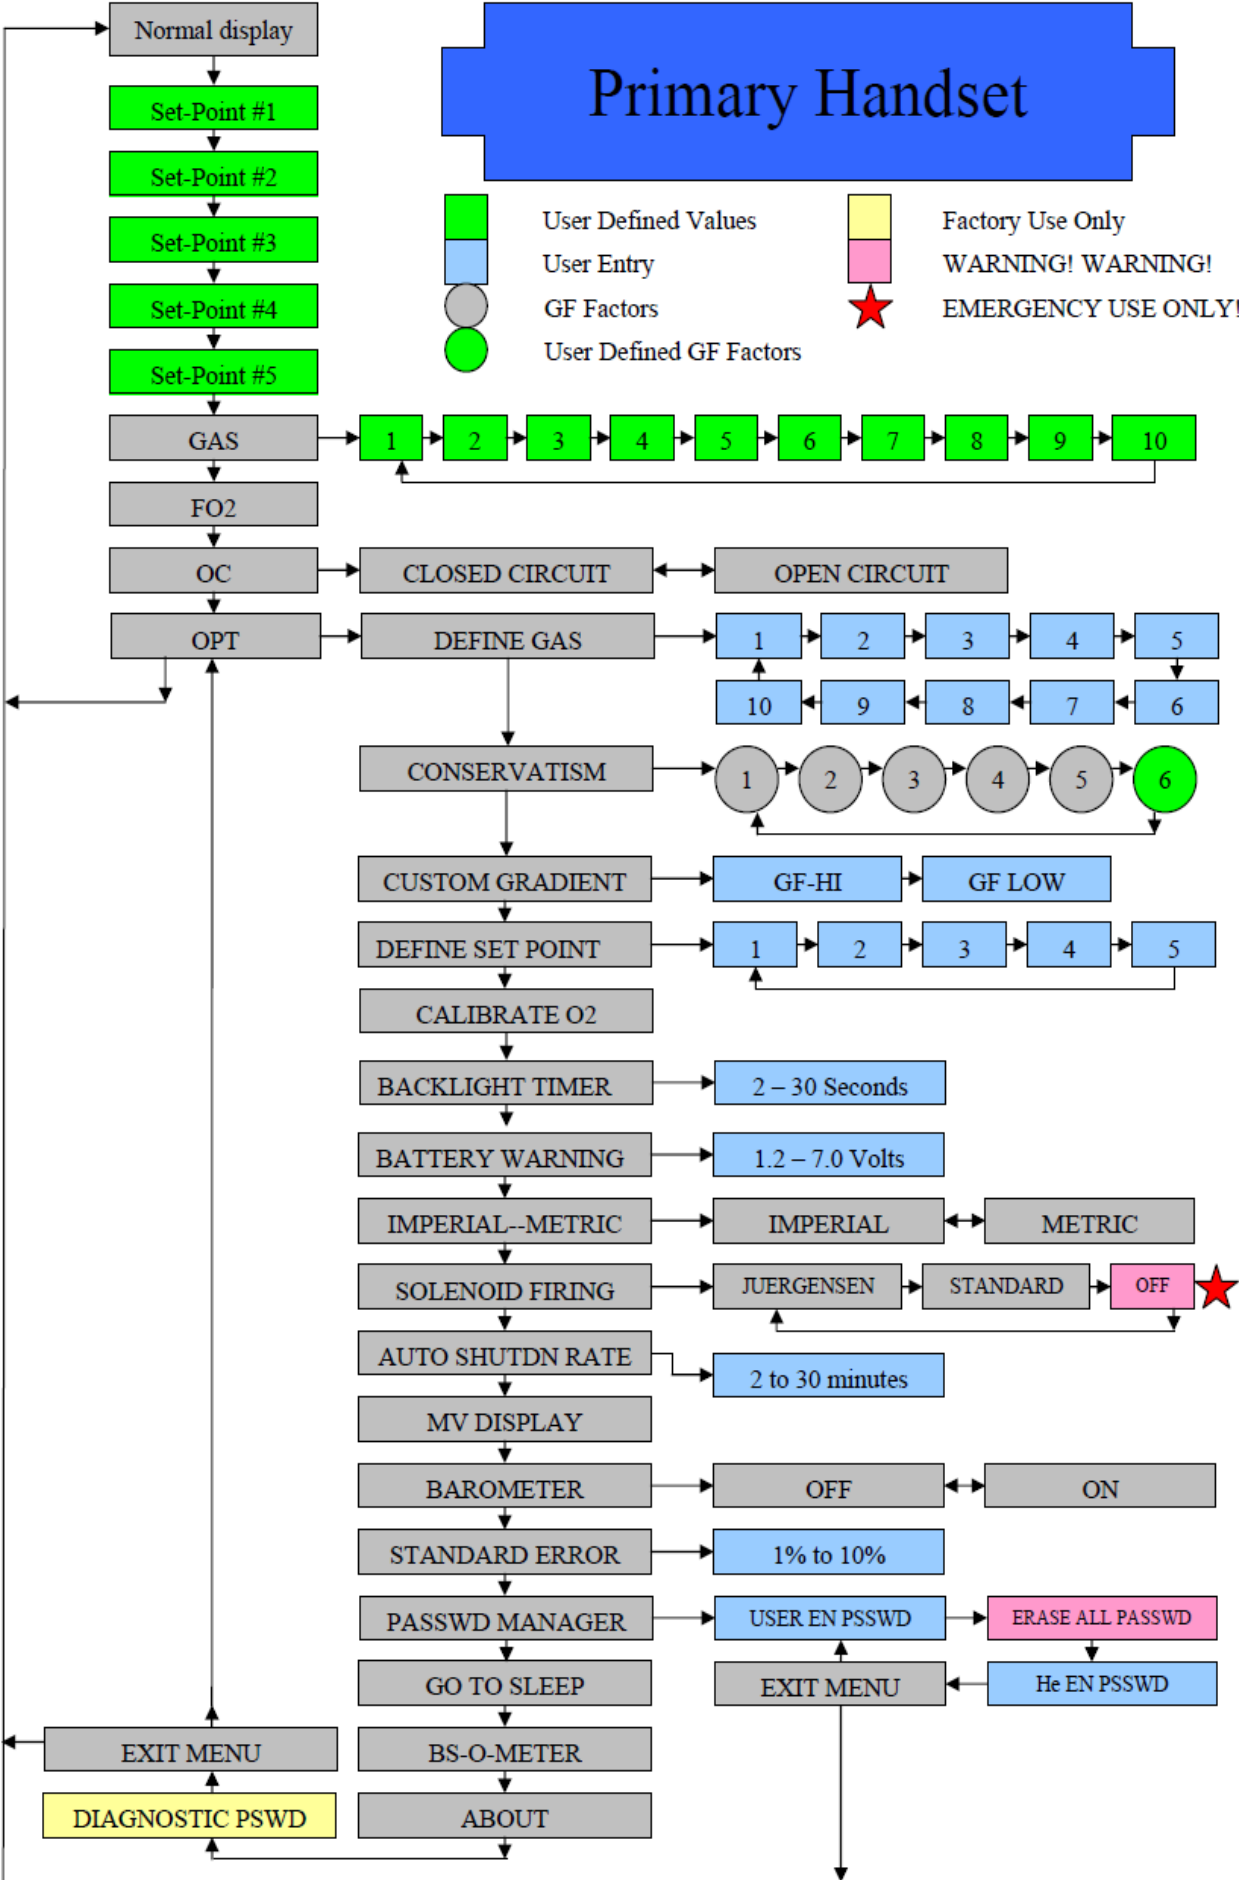 Normal display
Primary Handset
Set-Point #1
Set-Point #2
Set-Point #3
Set-Point #4
Set-Point #5
User Defined Values
Factory Use Only
User Entry
WARNING! WARNING!
GF Factors
EMERGENCY USE ONLY!
User Defined GF Factors
GAS 1 2 3 4 5 6 7 8 9 10
FO2
OC CLOSED CIRCUIT OPEN CIRCUIT
OPT DEFINE GAS 1 2 3 4 5
10 9 8 7 6
CONSERVATISM 1 2 3 4 5 6
CUSTOM GRADIENT GF-HI GF LOW
DEFINE SET POINT 1 2 3 4 5
CALIBRATE O2
BACKLIGHT TIMER 2 – 30 Seconds
BATTERY WARNING 1.2 – 7.0 Volts
IMPERIAL--METRIC IMPERIAL METRIC
SOLENOID FIRING JUERGENSEN STANDARD OFF
AUTO SHUTDN RATE 2 to 30 minutes
MV DISPLAY
BAROMETER OFF ON
STANDARD ERROR 1% to 10%
PASSWD MANAGER USER EN PSSWD ERASE ALL PASSWD
GO TO SLEEP EXIT MENU He EN PSSWD
EXIT MENU BS-O-METER
DIAGNOSTIC PSWD ABOUT